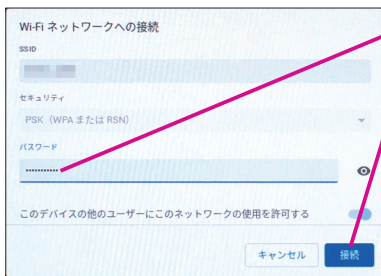 Wi-Fi ネットワークへの接続
SSID
セキュリティ
PSK（WPA または RSN）
パスワード
このデバイスの他のユーザーにこのネットワークの使用を許可する
キャンセル
接続